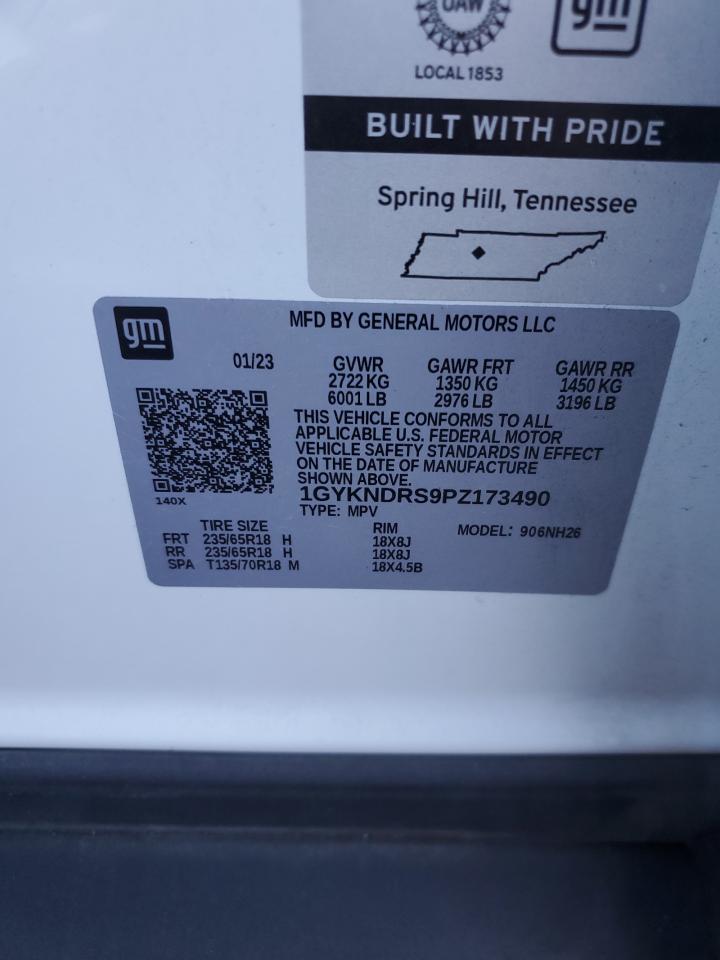 UAW
gm
LOCAL 1853
BUILT WITH PRIDE
Spring Hill, Tennessee
gm
MFD BY GENERAL MOTORS LLC
01/23 GVWR GAWR FRT GAWR RR
2722 KG 1350 KG 1450 KG
6001 LB 2976 LB 3196 LB
THIS VEHICLE CONFORMS TO ALL
APPLICABLE U.S. FEDERAL MOTOR
VEHICLE SAFETY STANDARDS IN EFFECT
ON THE DATE OF MANUFACTURE
SHOWN ABOVE.
140X
1GYKNDRS9PZ173490
TYPE: MPV
TIRE SIZE RIM MODEL: 906NH26
FRT 235/65R18 H 18X8J
RR 235/65R18 H 18X8J
SPA T135/70R18 M 18X4.5B